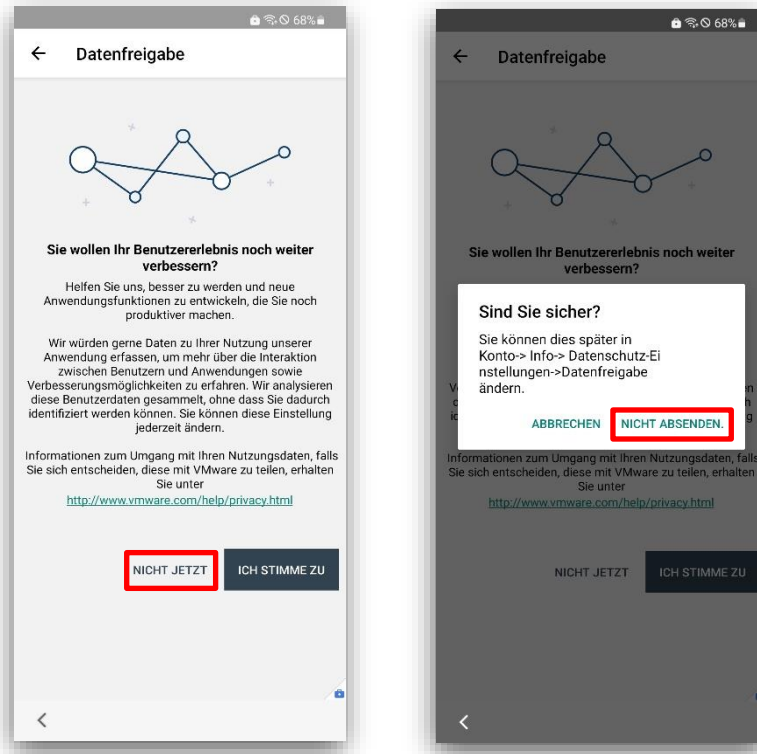 68%
Datenfreigabe
Sie wollen Ihr Benutzererlebnis noch weiter
verbessern?
Helfen Sie uns, besser zu werden und neue
Anwendungsfunktionen zu entwickeln, die Sie noch
produktiver machen.
Wir würden gerne Daten zu Ihrer Nutzung unserer
Anwendung erfassen, um mehr über die Interaktion
zwischen Benutzern und Anwendungen sowie
Verbesserungsmöglichkeiten zu erfahren. Wir analysieren
diese Benutzerdaten gesammelt, ohne dass Sie dadurch
identifiziert werden können. Sie können diese Einstellung
jederzeit ändern.
Informationen zum Umgang mit Ihren Nutzungsdaten, falls
Sie sich entscheiden, diese mit VMware zu teilen, erhalten
Sie unter
http://www.vmware.com/help/privacy.html
NICHT JETZT ICH STIMME ZU
68%
Datenfreigabe
Sie wollen Ihr Benutzererlebnis noch weiter
verbessern?
Sind Sie sicher?
Sie können dies später in
Konto-> Info-> Datenschutz-Ei
nstellungen->Datenfreigabe
ändern.
ABBRECHEN NICHT ABSENDEN.
Informationen zum Umgang mit Ihren Nutzungsdaten, falls
Sie sich entscheiden, diese mit VMware zu teilen, erhalten
Sie unter
http://www.vmware.com/help/privacy.html
NICHT JETZT ICH STIMME ZU